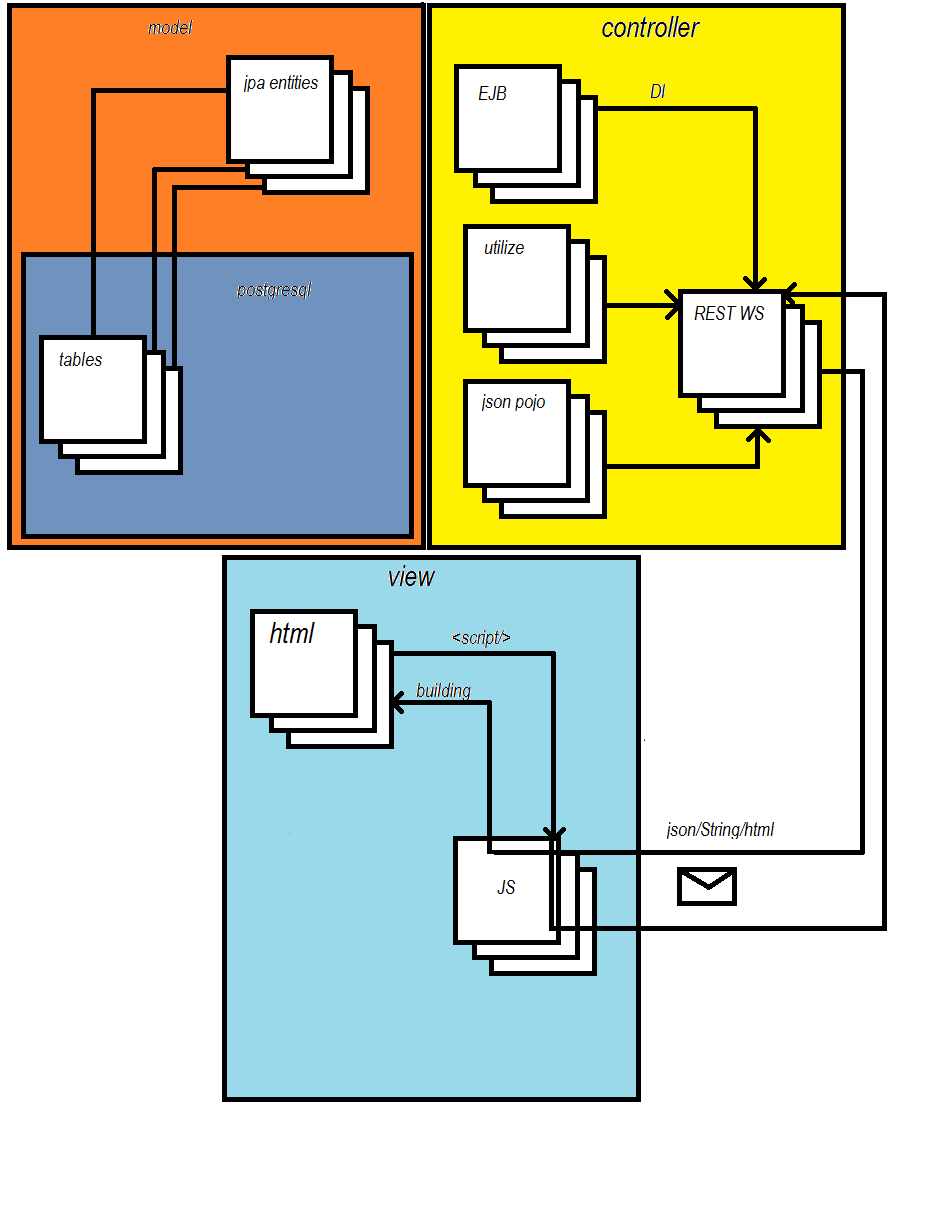 model
controller
jpa entities
EJB
DI
utilize
postgresql
REST WS
tables
json pojo
view
html
<script/>
building
json/String/html
JS